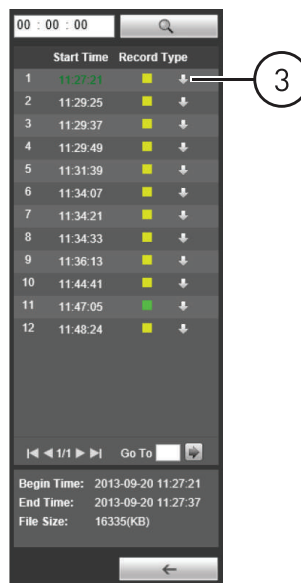 00 : 00 : 00
Start Time Record Type
1 11:27:21
2 11:29:25
3 11:29:37
4 11:29:49
5 11:31:39
6 11:34:07
7 11:34:21
8 11:34:33
9 11:36:13
10 11:44:41
11 11:47:05
12 11:48:24
3
1/1 Go To
Begin Time: 2013-09-20 11:27:21
End Time: 2013-09-20 11:27:37
File Size: 16335(KB)